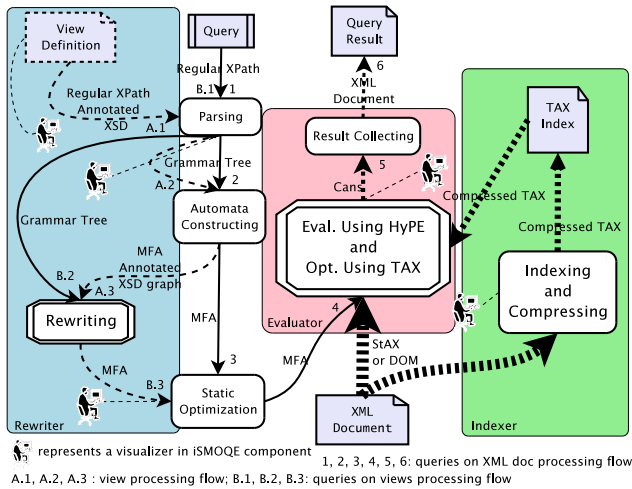 View
Definition
Query
Query
Result
Regular XPath
6
XML
Document
B.1
1
Regular XPath
Annotated
XSD
A.1
Parsing
TAX
Index
Result Collecting
Grammar Tree
A.2
2
5
Cans
Compressed TAX
Grammar Tree
Automata
Constructing
Eval. Using HyPE
and
Opt. Using TAX
Compressed TAX
MFA
Annotated
XSD graph
B.2
A.3
Indexing
and
Compressing
Rewriting
MFA
4
Evaluator
StAX
or DOM
MFA
3
MFA
B.3
Static
Optimization
XML
Document
Rewriter
Indexer
represents a visualizer in iSMOQE component
1, 2, 3, 4, 5, 6: queries on XML doc processing flow
A.1, A.2, A.3 : view processing flow; B.1, B.2, B.3: queries on views processing flow